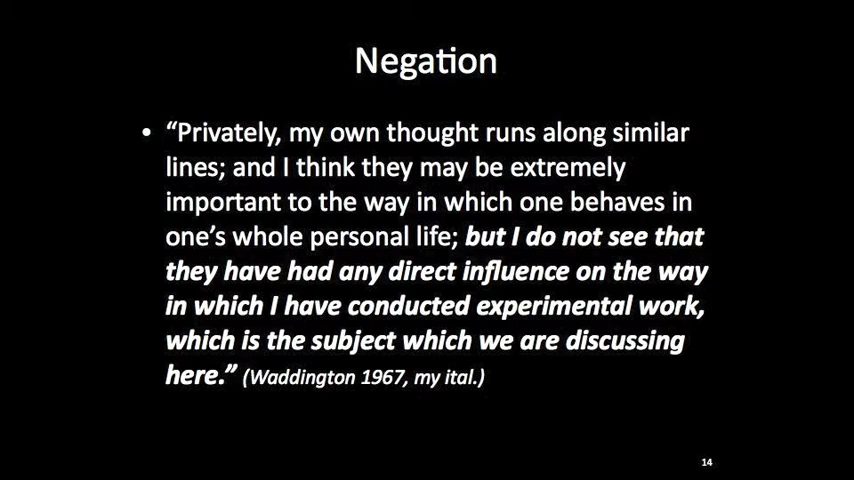 Negation
• “Privately, my own thought runs along similar
lines; and I think they may be extremely
important to the way in which one behaves in
one’s whole personal life; but I do not see that
they have had any direct influence on the way
in which I have conducted experimental work,
which is the subject which we are discussing
here.” (Waddington 1967, my ital.)
14